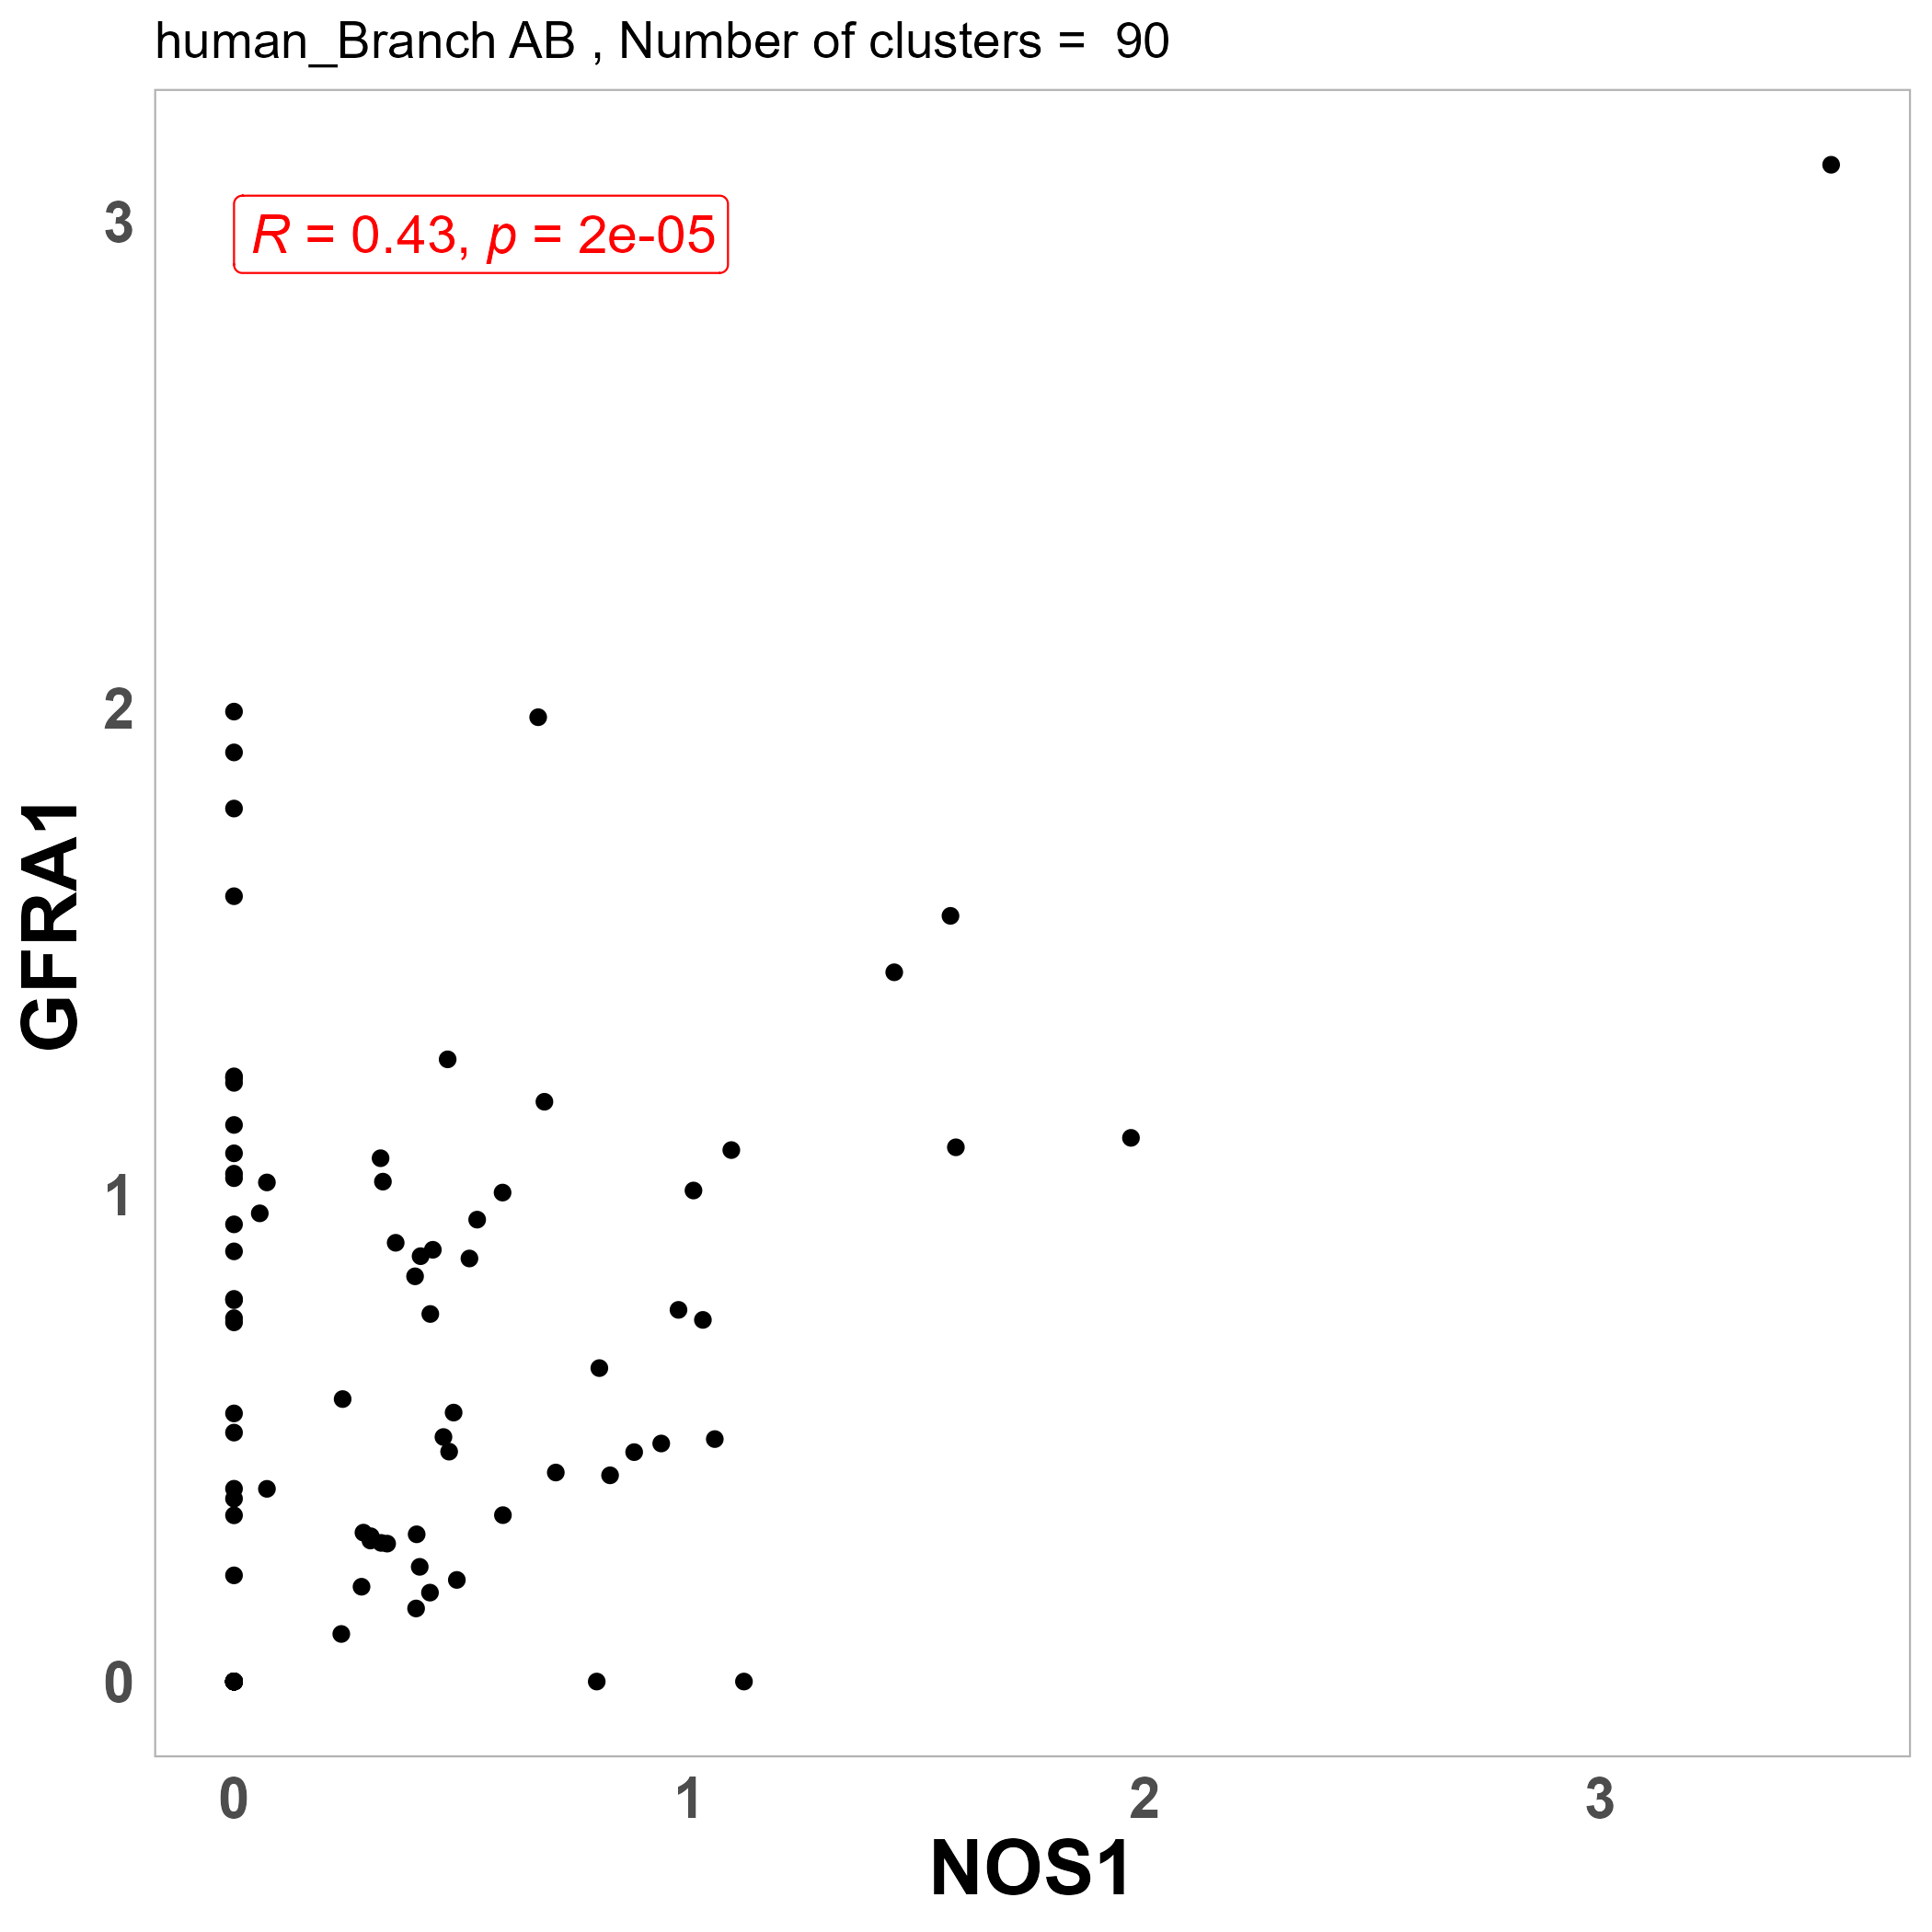 human_Branch AB , Number of clusters =  90
R = 0.43, p = 2e-05
3
2
1
0
GFRA1
0 1 2 3
NOS1